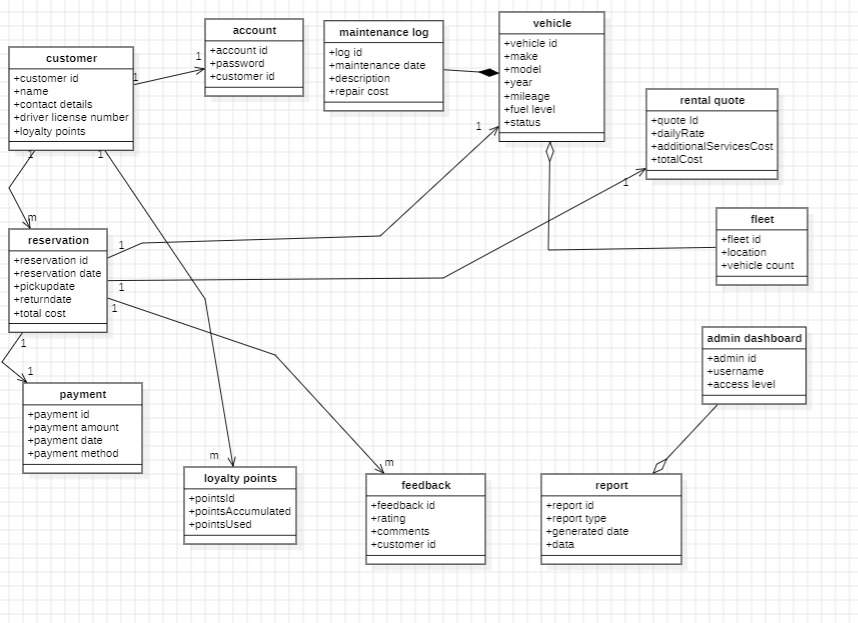 customer
+customer id
+name
+contact details
+driver license number
+loyalty points
1
1
account
+account id
+password
+customer id
maintenance log
+log id
+maintenance date
+description
+repair cost
vehicle
+vehicle id
+make
+model
+year
+mileage
+fuel level
+status
1
rental quote
+quote Id
+dailyRate
+additionalServicesCost
+totalCost
1
fleet
+fleet id
+location
+vehicle count
1
1
m
reservation
+reservation id
+reservation date
+pickupdate
+returndate
+total cost
1
1
1
1
1
payment
+payment id
+payment amount
+payment date
+payment method
m
loyalty points
+pointsId
+pointsAccumulated
+pointsUsed
m
feedback
+feedback id
+rating
+comments
+customer id
admin dashboard
+admin id
+username
+access level
report
+report id
+report type
+generated date
+data